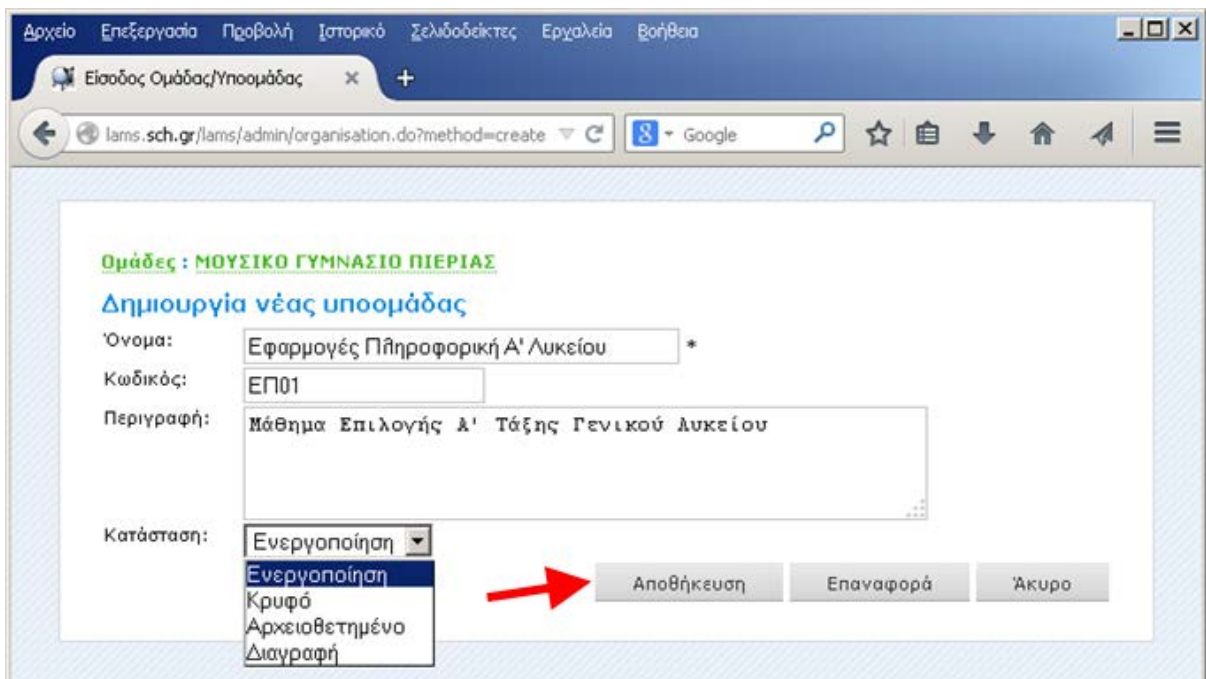 Αρχείο Επεξεργασία Προβολή Ιστορικό Σελιδοδείκτες Εργαλεία Βοήθεια
Είσοδος Ομάδας/Υποομάδας
lams.sch.gr/lams/admin/organisation.do?method=create
Google
Ομάδες : ΜΟΥΣΙΚΟ ΓΥΜΝΑΣΙΟ ΠΙΕΡΙΑΣ
Δημιουργία νέας υποομάδας
Όνομα: Εφαρμογές Πληροφορική Α' Λυκείου *
Κωδικός: ΕΠ01
Περιγραφή: Μάθημα Επιλογής Α' Τάξης Γενικού Λυκείου
Κατάσταση: Ενεργοποίηση
Ενεργοποίηση
Κρυφό
Αρχειοθετημένο
Διαγραφή
Αποθήκευση Επαναφορά Άκυρο